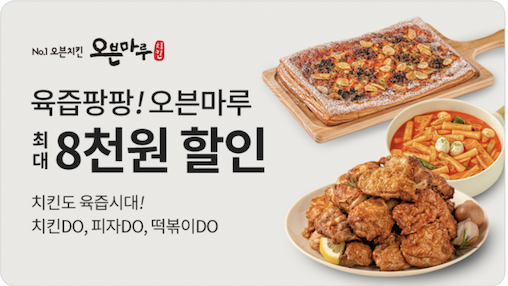 No.1 오븐치킨 오븐마루 치킨
육즙팡팡! 오븐마루
최대 8천원 할인
치킨도 육즙시대!
치킨DO, 피자DO, 떡볶이DO